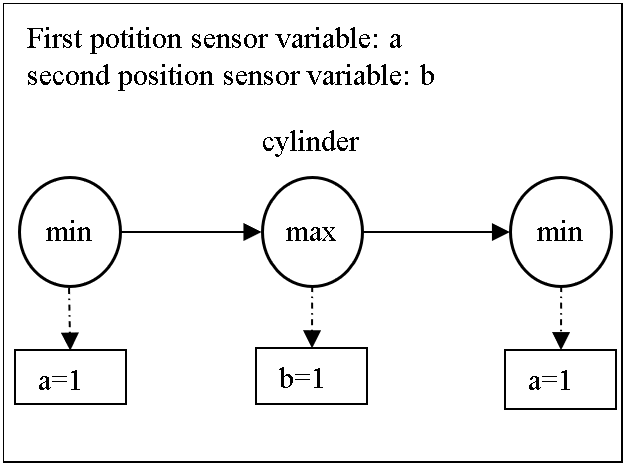 First potition sensor variable: a
second position sensor variable: b
cylinder
min
max
min
a=1
b=1
a=1